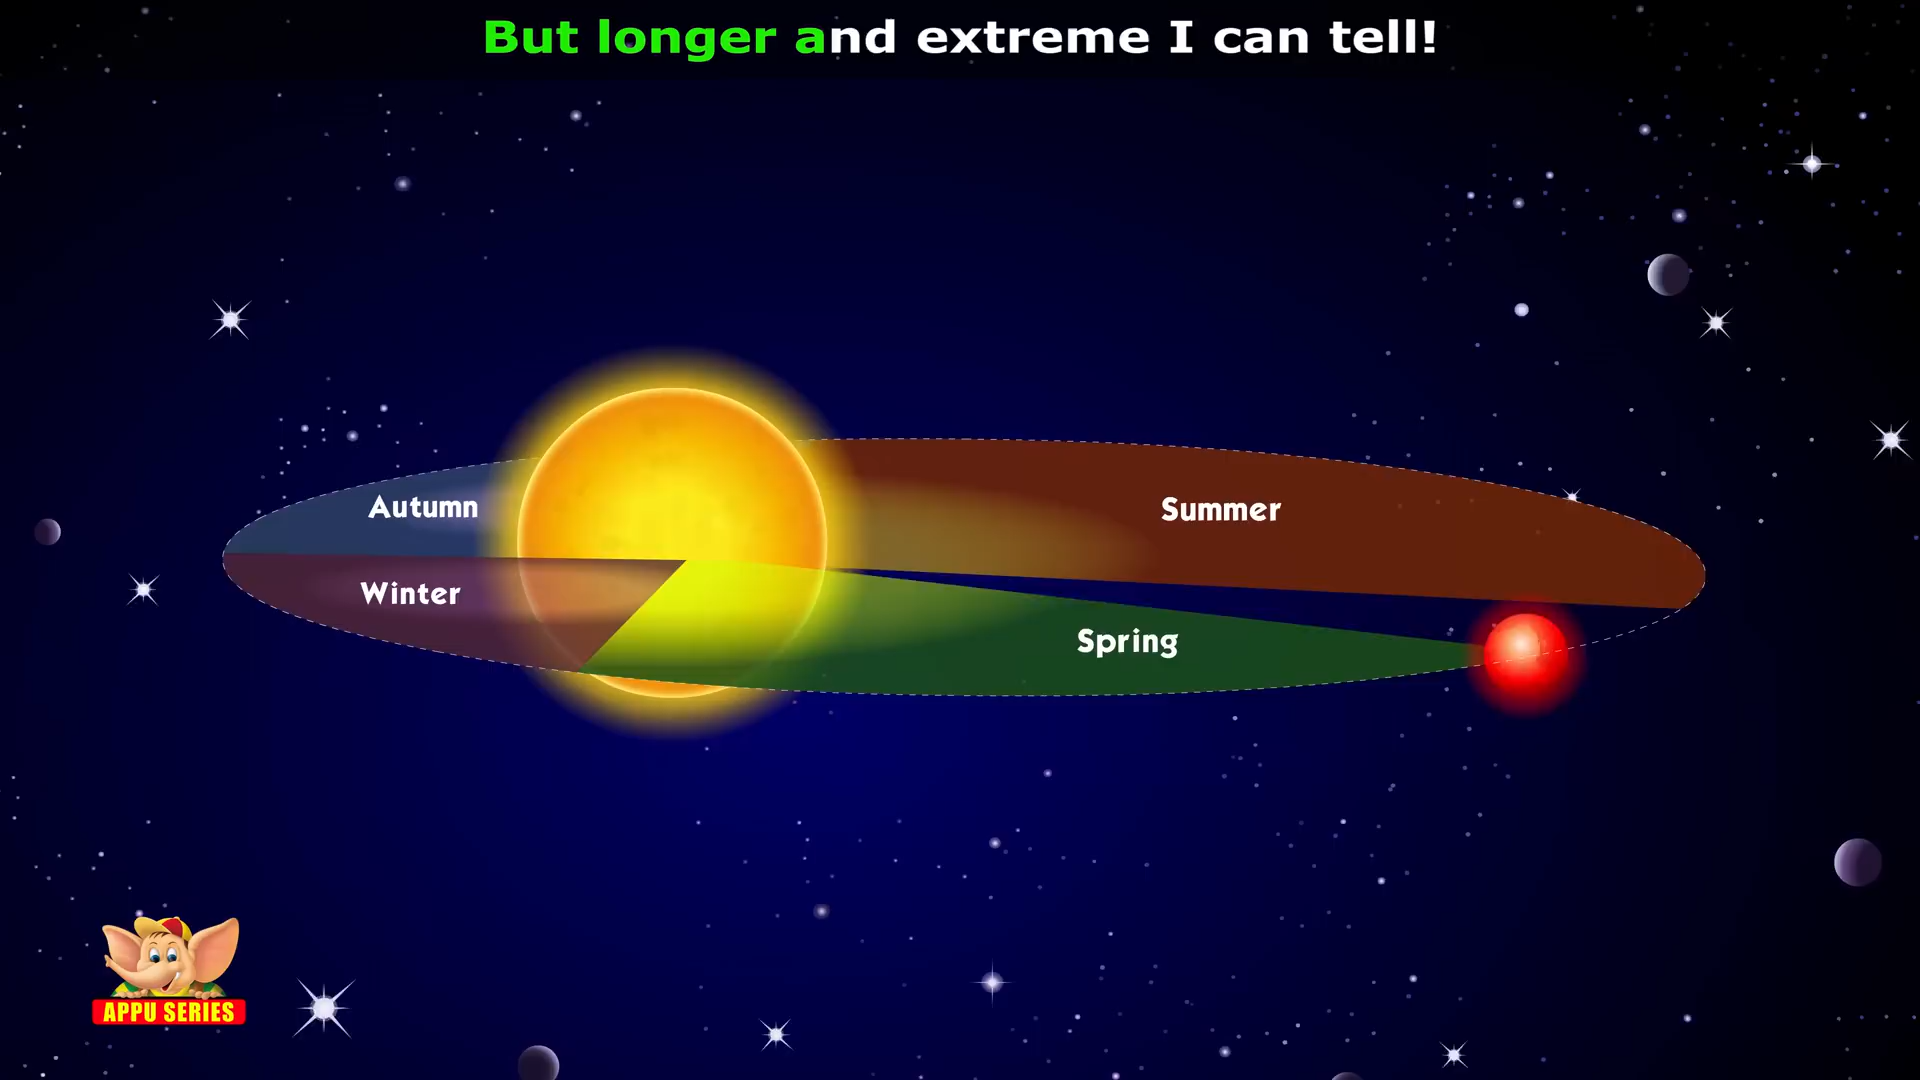 But longer and extreme I can tell!
Autumn
Summer
Winter
Spring
APPU SERIES